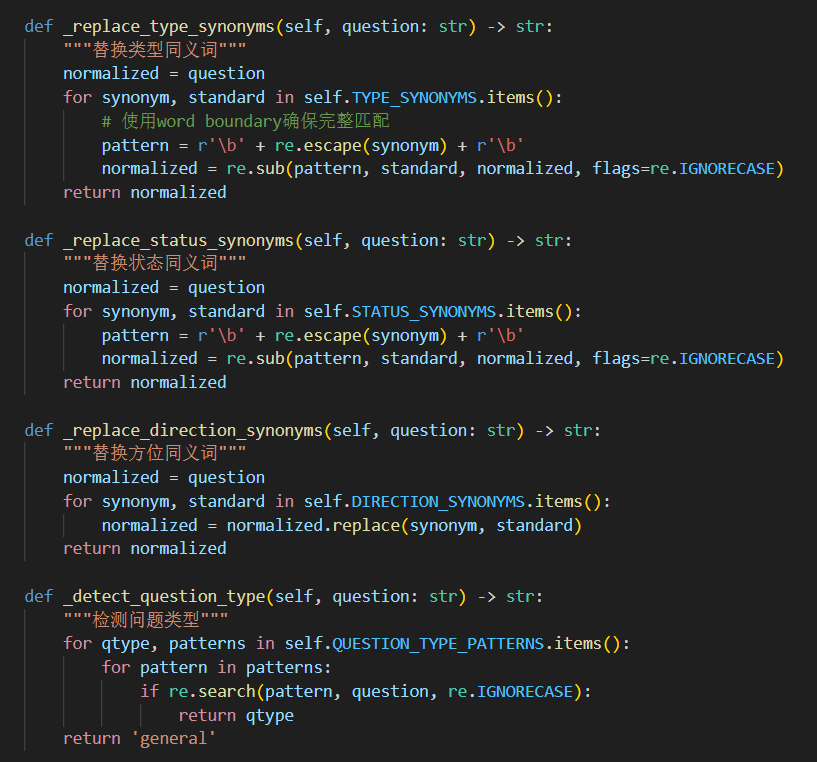 def _replace_type_synonyms(self, question: str) -> str:
    """替换类型同义词"""
    normalized = question
    for synonym, standard in self.TYPE_SYNONYMS.items():
        # 使用word boundary确保完整匹配
        pattern = r'\b' + re.escape(synonym) + r'\b'
        normalized = re.sub(pattern, standard, normalized, flags=re.IGNORECASE)
    return normalized

def _replace_status_synonyms(self, question: str) -> str:
    """替换状态同义词"""
    normalized = question
    for synonym, standard in self.STATUS_SYNONYMS.items():
        pattern = r'\b' + re.escape(synonym) + r'\b'
        normalized = re.sub(pattern, standard, normalized, flags=re.IGNORECASE)
    return normalized

def _replace_direction_synonyms(self, question: str) -> str:
    """替换方位同义词"""
    normalized = question
    for synonym, standard in self.DIRECTION_SYNONYMS.items():
        normalized = normalized.replace(synonym, standard)
    return normalized

def _detect_question_type(self, question: str) -> str:
    """检测问题类型"""
    for qtype, patterns in self.QUESTION_TYPE_PATTERNS.items():
        for pattern in patterns:
            if re.search(pattern, question, re.IGNORECASE):
                return qtype
    return 'general'